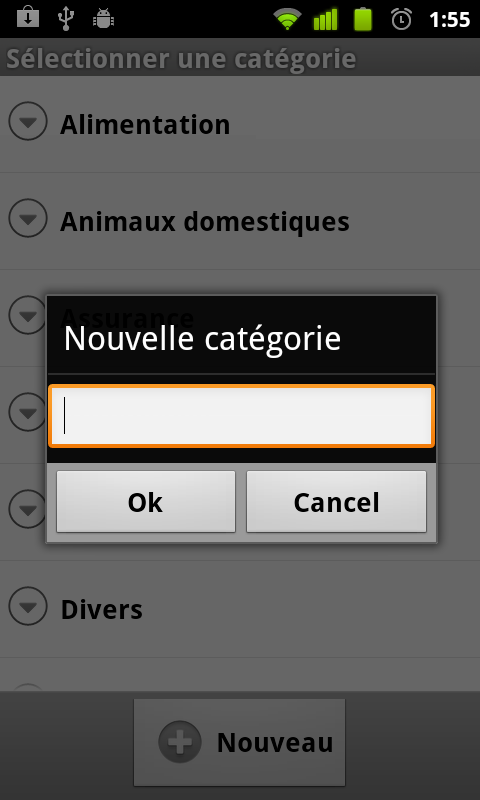 1:55
Sélectionner une catégorie
Alimentation
Animaux domestiques
Assurance
Nouvelle catégorie
Ok
Cancel
Divers
Nouveau